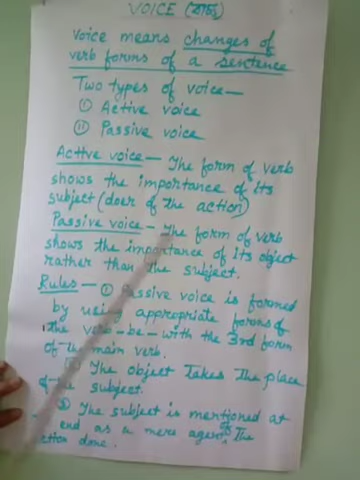 VOICE (বাচ্য)
Voice means changes of
verb forms of a sentence
Two types of voice—
① Active voice
② Passive voice
Active voice— The form of verb
shows the importance of its
subject (doer of the action)
Passive voice— The form of verb
shows the importance of its object
rather than the subject.
Rules— ① Passive voice is formed
by using appropriate forms of
the verb-be-with the 3rd form
of the main verb.
The object takes the place
of the subject.
③ The subject is mentioned at
end as a mere agent of the
action done.